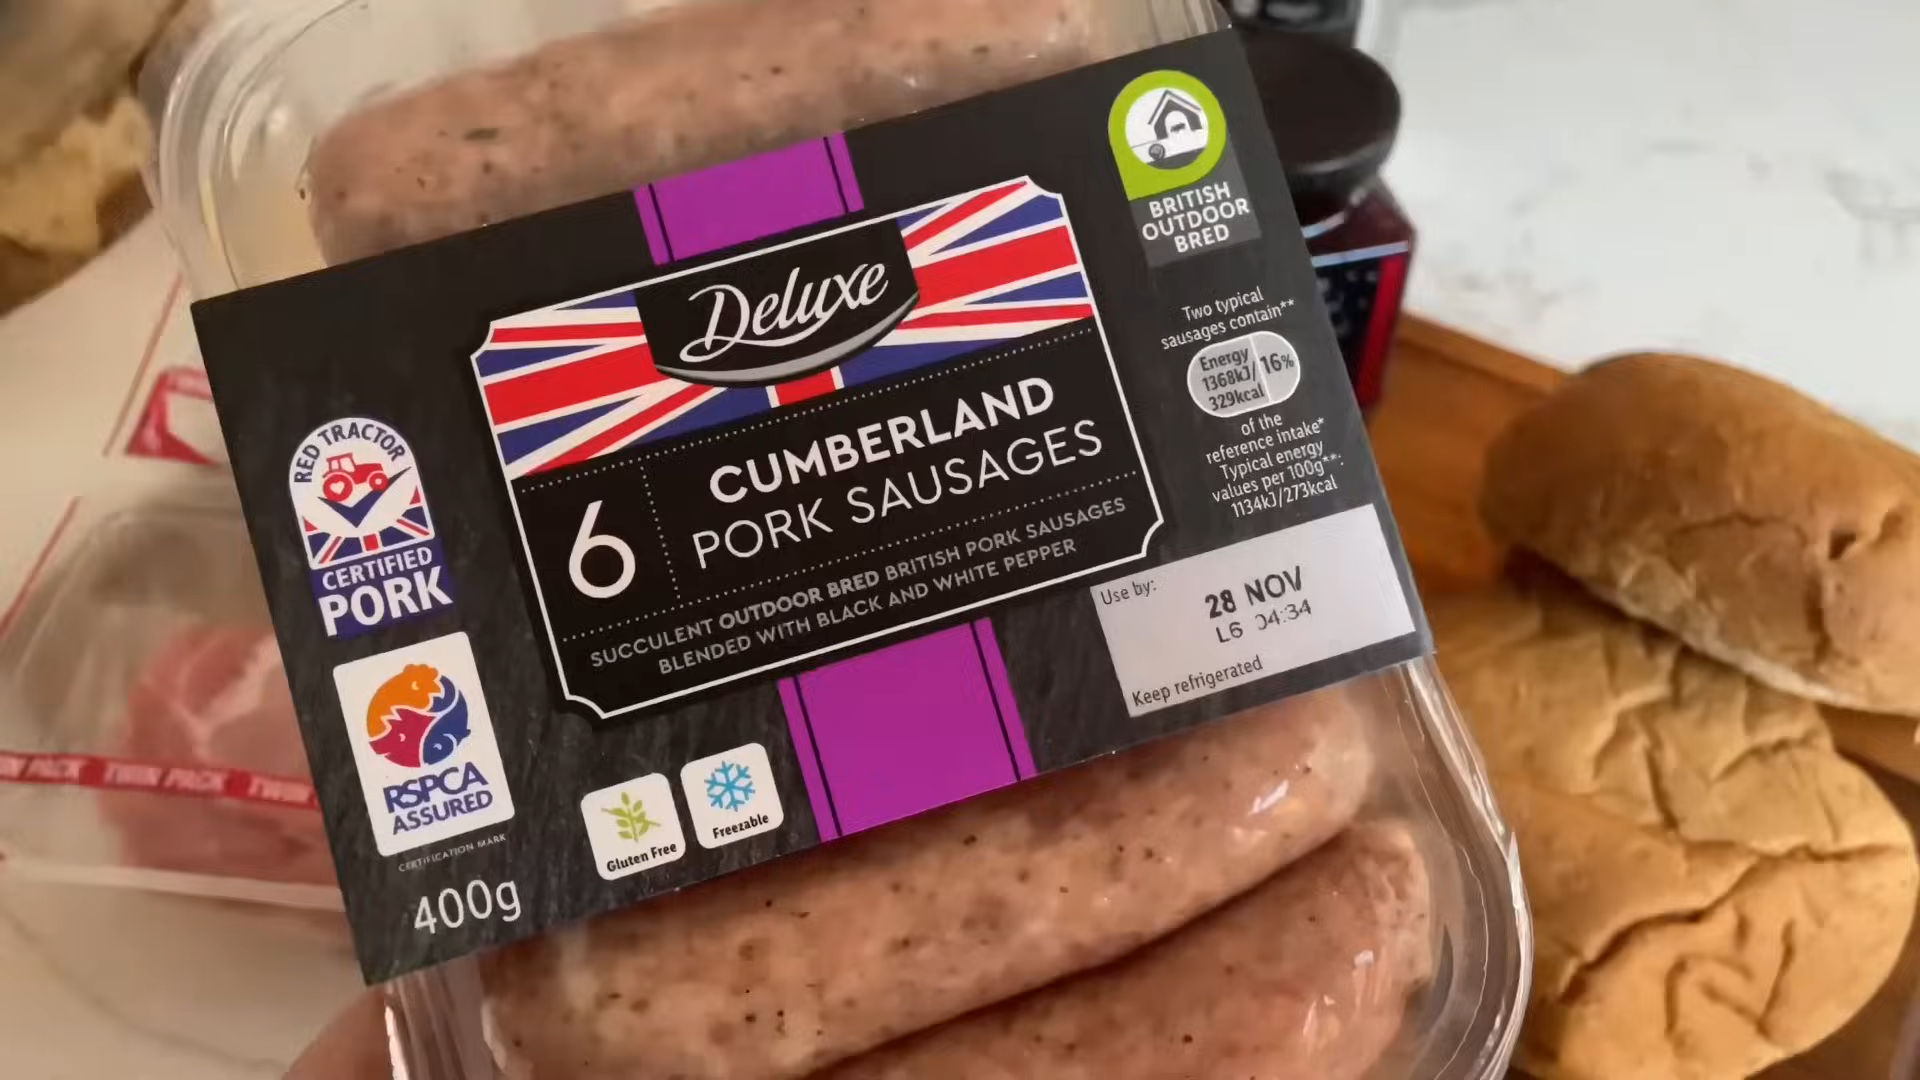 BRITISH
OUTDOOR
BRED
Deluxe
Two typical
sausages contain**
Energy
1368kJ/
329kcal
16%
of the
reference intake*
Typical energy
values per 100g**:
1134kJ/273kcal
RED TRACTOR
CERTIFIED
PORK
6
CUMBERLAND
PORK SAUSAGES
SUCCULENT OUTDOOR BRED BRITISH PORK SAUSAGES
BLENDED WITH BLACK AND WHITE PEPPER
Use by:
28 NOV
L6 04:34
Keep refrigerated
RSPCA
ASSURED
CERTIFICATION MARK
Gluten Free
Freezable
400g
PACK TWIN PACK TWIN